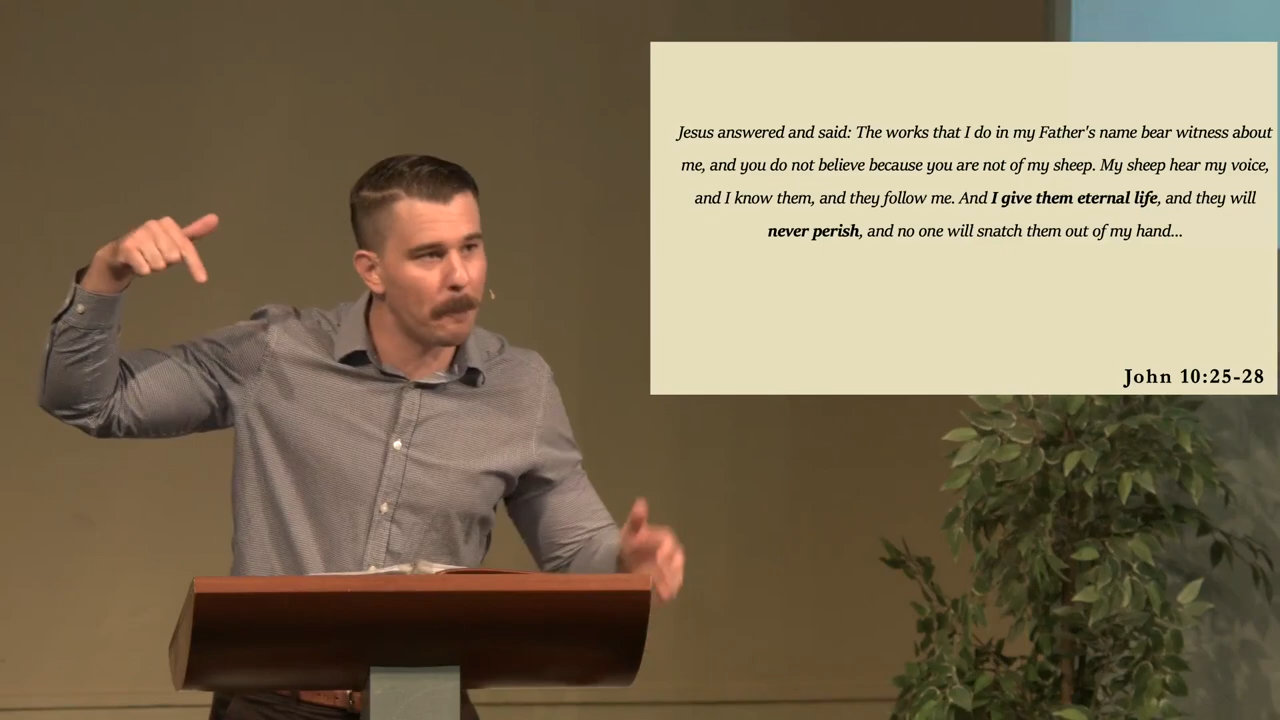 Jesus answered and said: The works that I do in my Father's name bear witness about
me, and you do not believe because you are not of my sheep. My sheep hear my voice,
and I know them, and they follow me. And I give them eternal life, and they will
never perish, and no one will snatch them out of my hand...
John 10:25-28